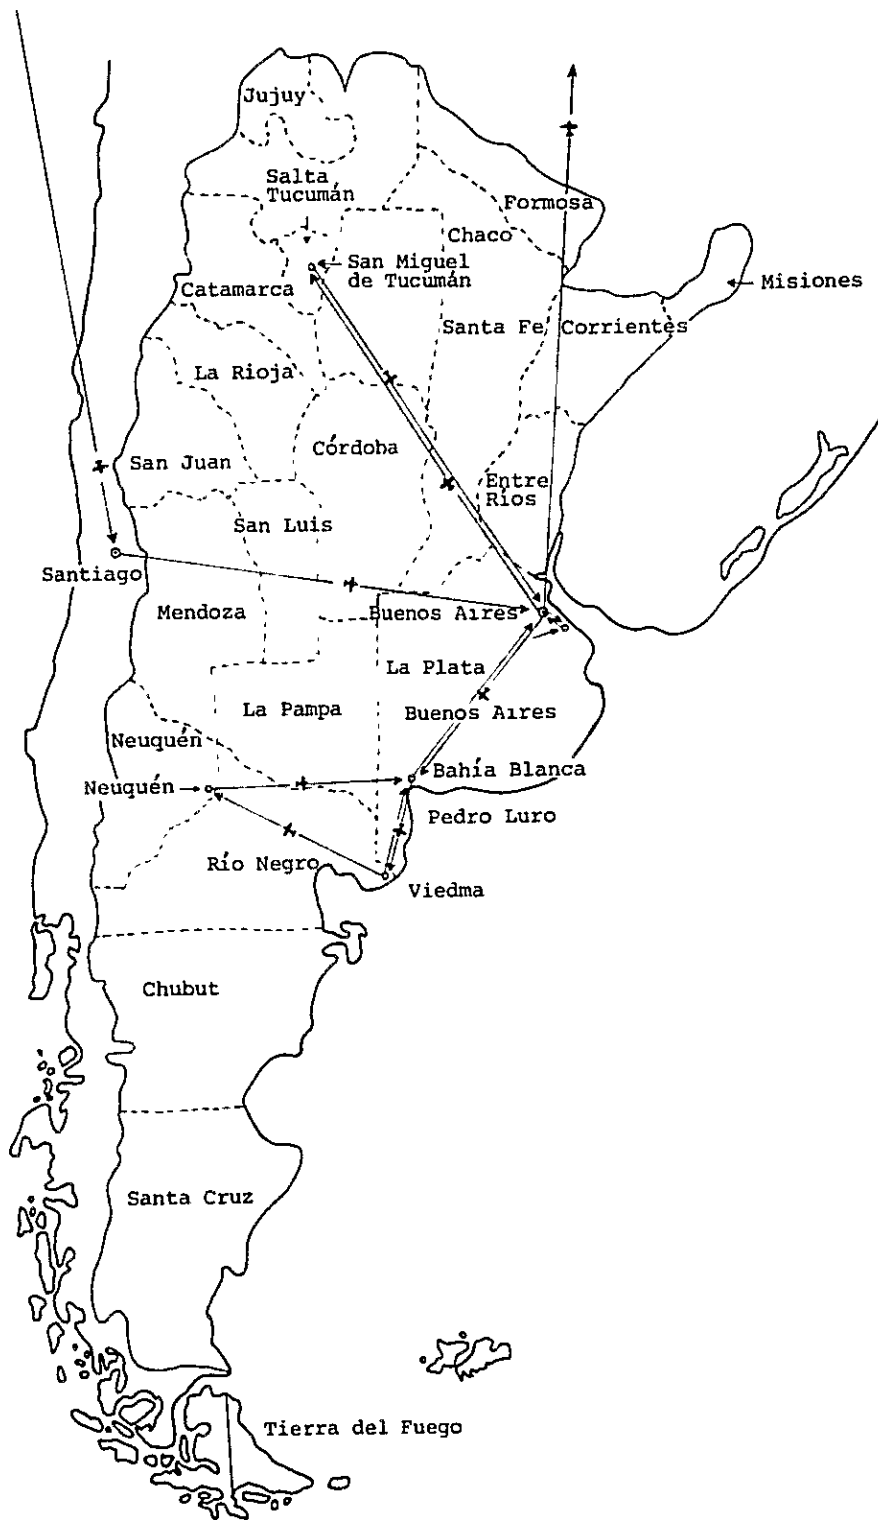 Jujuy
Salta
Tucumán
Formosa
Chaco
San Miguel
de Tucumán
Misiones
Catamarca
Santa Fe
Corrientes
La Rioja
Córdoba
San Juan
Entre
Ríos
San Luis
Santiago
Mendoza
Buenos Aires
La Plata
La Pampa
Buenos Aires
Neuquén
Bahía Blanca
Neuquén
Pedro Luro
Río Negro
Viedma
Chubut
Santa Cruz
Tierra del Fuego